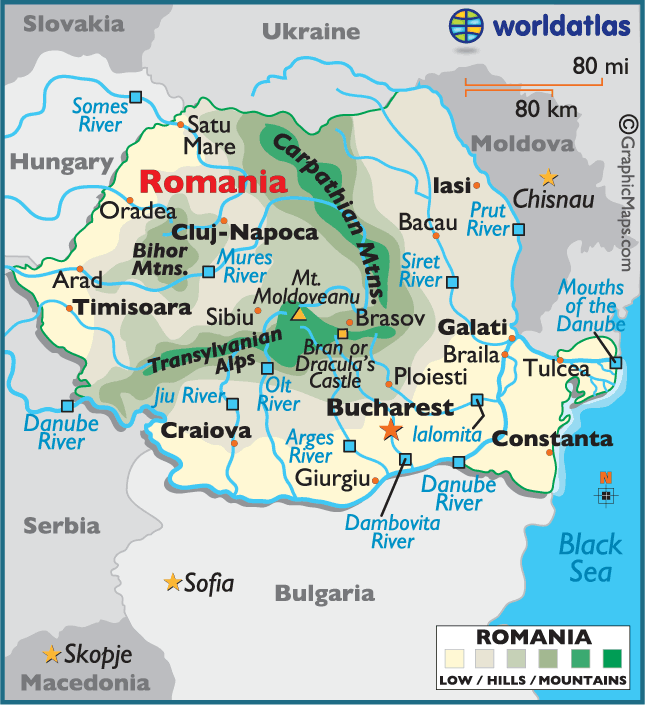 Slovakia
Ukraine
worldatlas
80 mi
80 km
Somes
River
Satu
Mare
Hungary
Carpathian Mtns.
Moldova
© GraphicMaps.com
Romania
Iasi
Chisnau
Oradea
Cluj-Napoca
Bacau
Prut
River
Bihor
Mtns.
Mures
River
Siret
River
Arad
Mt.
Moldoveanu
Mouths
of the
Danube
Timisoara
Sibiu
Brasov
Galati
Transylvanian
Alps
Bran or
Dracula's
Castle
Braila
Tulcea
Ploiesti
Jiu River
Olt
River
Danube
River
Bucharest
Ialomita
Craiova
Constanta
Arges
River
Giurgiu
Danube
River
N
Dambovita
River
Serbia
Black
Sea
Sofia
Bulgaria
Skopje
Macedonia
ROMANIA
LOW / HILLS / MOUNTAINS